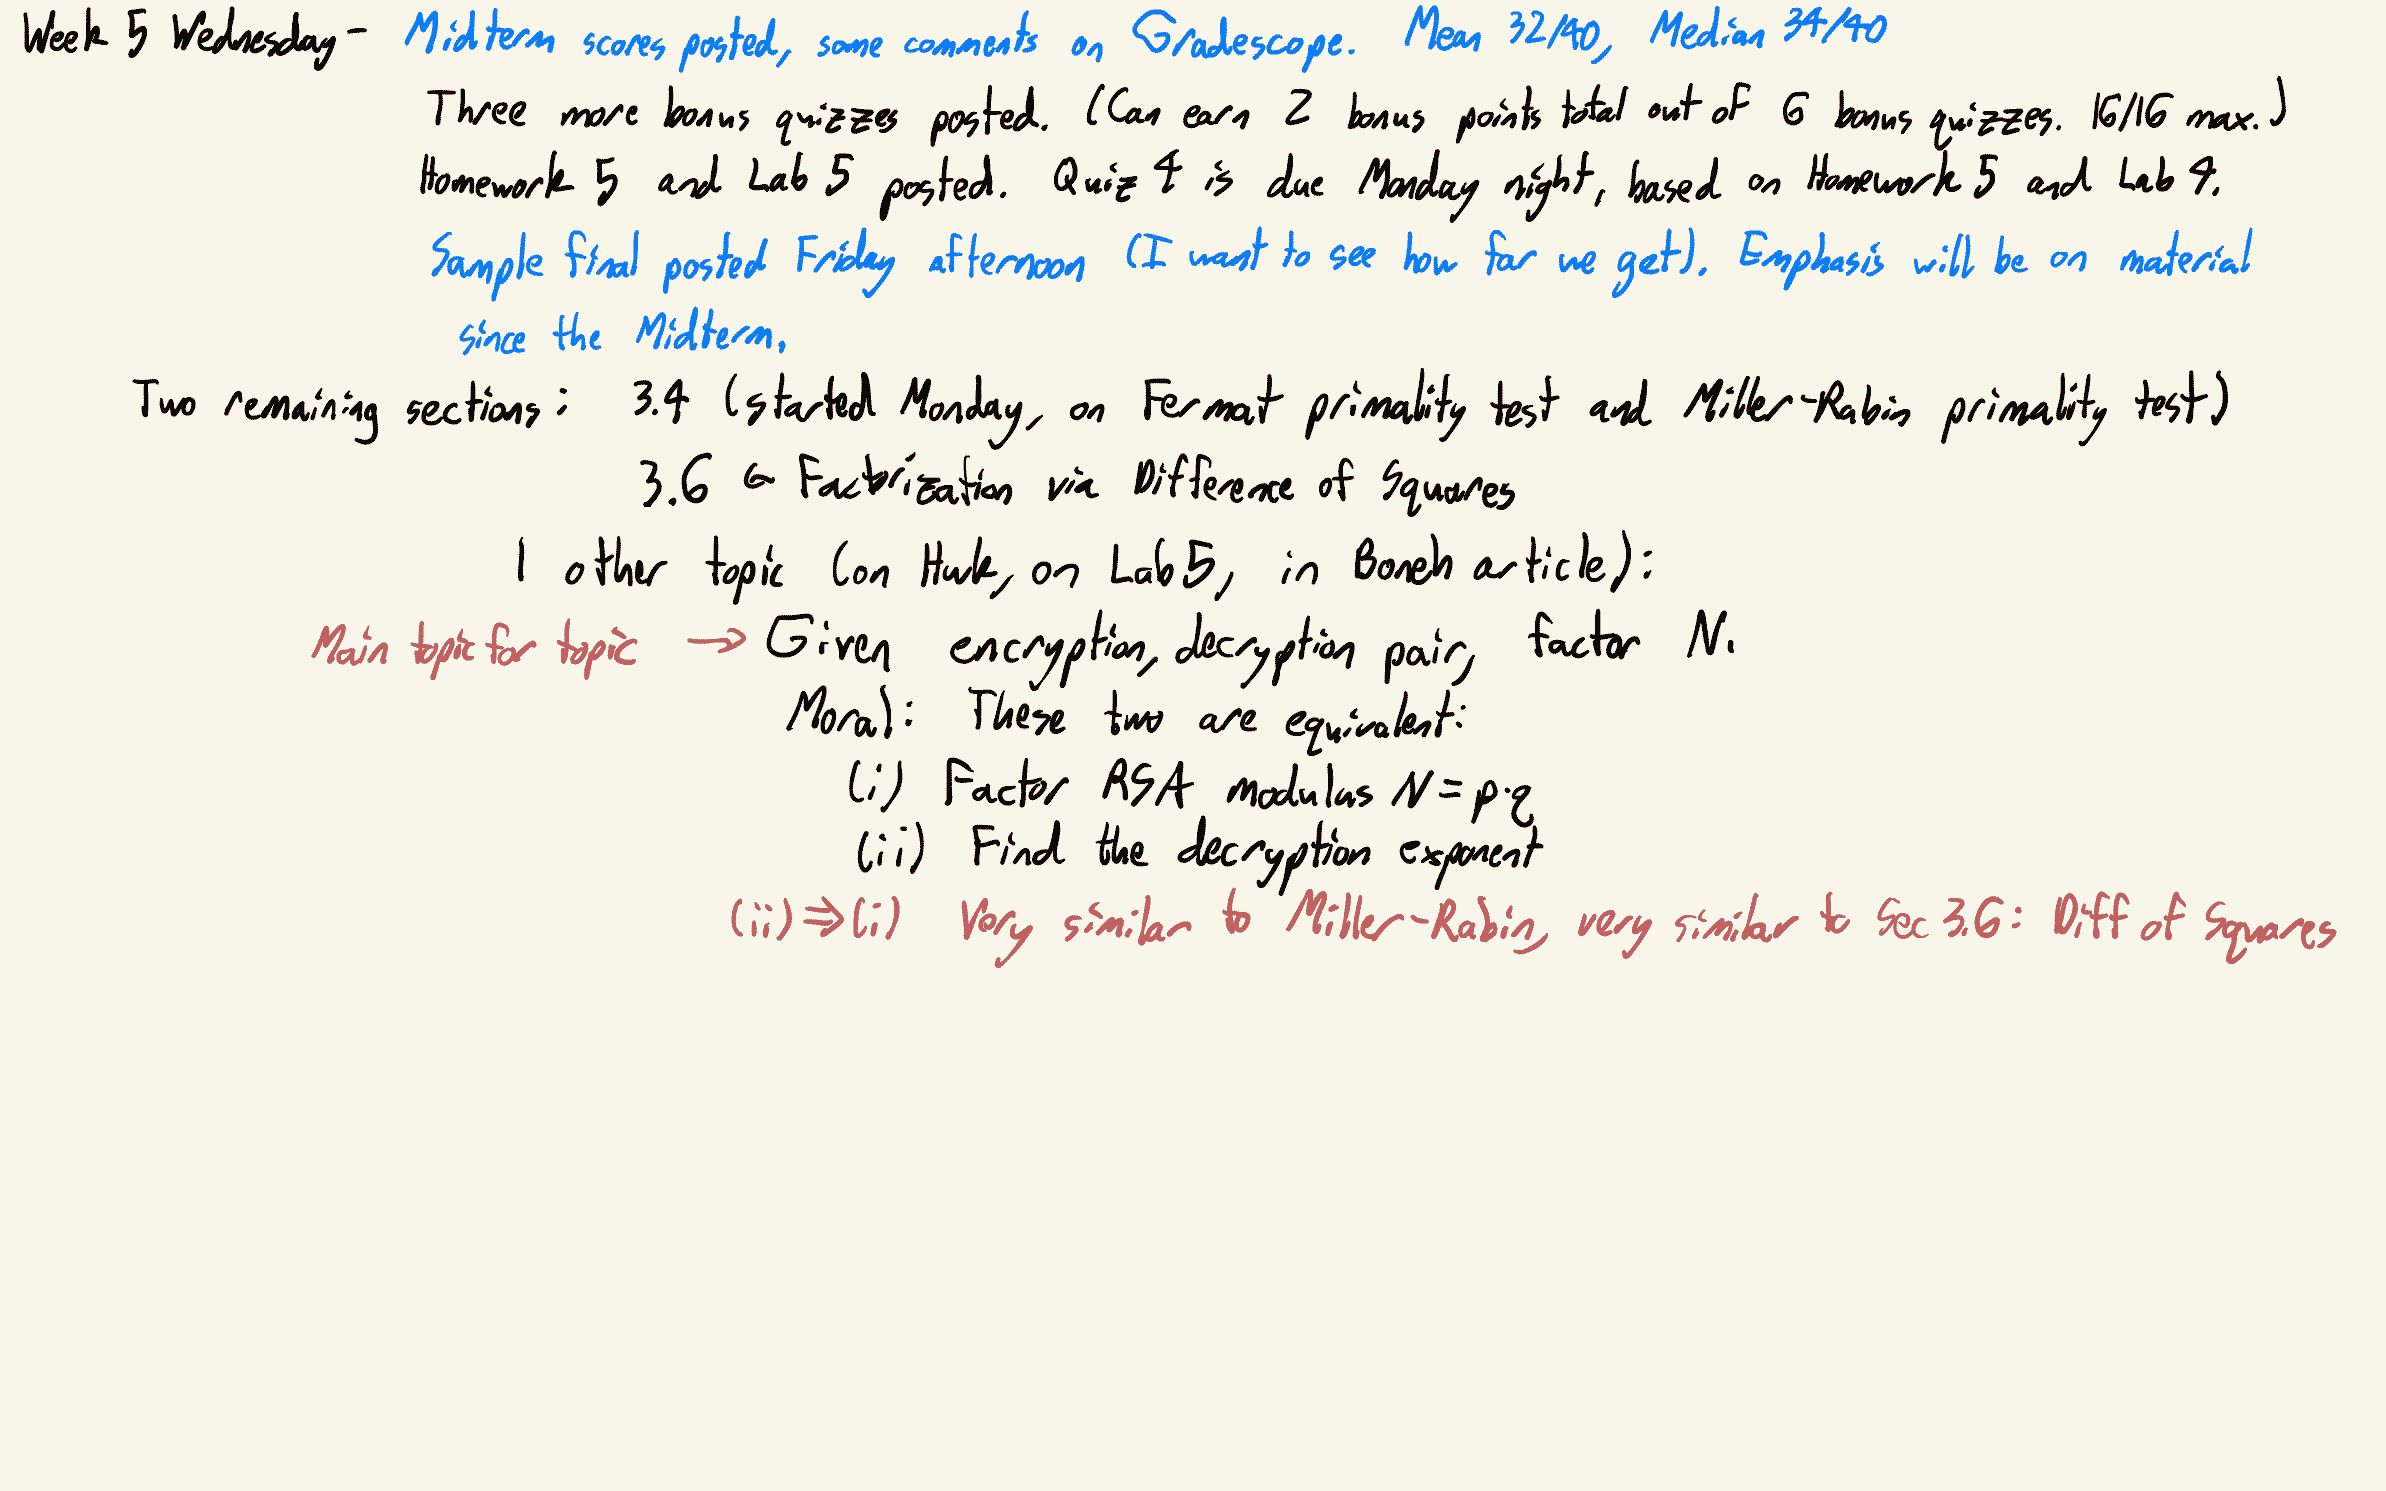 Week 5 Wednesday - Midterm scores posted, some comments on Gradescope. Mean 32/40, Median 34/40
Three more bonus quizzes posted. (Can earn 2 bonus points total out of 6 bonus quizzes. 16/16 max.)
Homework 5 and Lab 5 posted. Quiz 4 is due Monday night, based on Homework 5 and Lab 4.
Sample final posted Friday afternoon (I want to see how far we get). Emphasis will be on material
since the Midterm.
Two remaining sections: 3.4 (started Monday, on Fermat primality test and Miller-Rabin primality test)
3.6 ← Factorization via Difference of Squares
1 other topic (on Hwk, on Lab 5, in Boneh article):
Main topic for topic → Given encryption, decryption pair, factor N.
Moral: These two are equivalent:
(i) Factor RSA modulus N = p·q
(ii) Find the decryption exponent
(ii) ⇒ (i) Very similar to Miller-Rabin, very similar to Sec 3.6: Diff of Squares